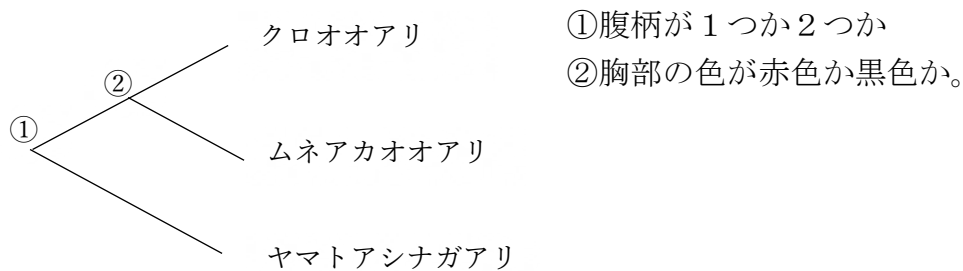 クロオオアリ
①腹柄が１つか２つか
②胸部の色が赤色か黒色か。
②
①
ムネアカオオアリ
ヤマトアシナガアリ